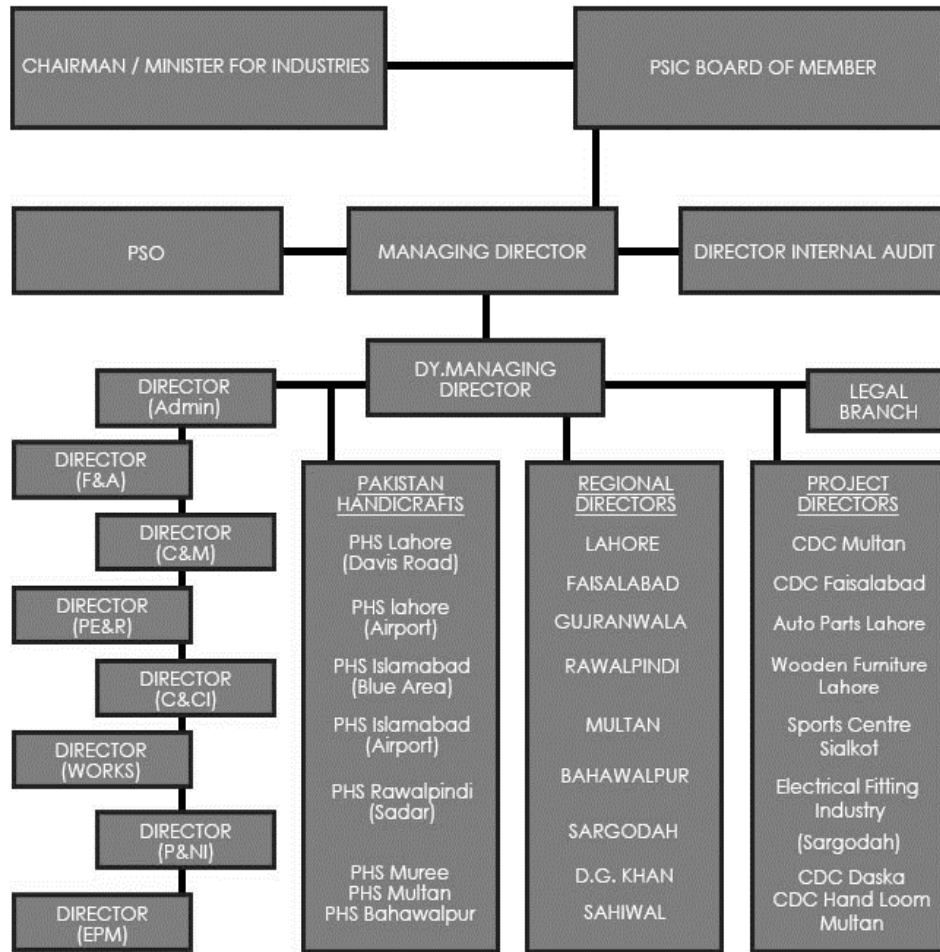 CHAIRMAN / MINISTER FOR INDUSTRIES
PSIC BOARD OF MEMBER
PSO
MANAGING DIRECTOR
DIRECTOR INTERNAL AUDIT
DY.MANAGING
DIRECTOR
DIRECTOR
(Admin)
LEGAL
BRANCH
DIRECTOR
(F&A)
DIRECTOR
(C&M)
DIRECTOR
(PE&R)
DIRECTOR
(C&CI)
DIRECTOR
(WORKS)
DIRECTOR
(P&NI)
DIRECTOR
(EPM)
PAKISTAN
HANDICRAFTS
PHS Lahore
(Davis Road)
PHS lahore
(Airport)
PHS Islamabad
(Blue Area)
PHS Islamabad
(Airport)
PHS Rawalpindi
(Sadar)
PHS Muree
PHS Multan
PHS Bahawalpur
REGIONAL
DIRECTORS
LAHORE
FAISALABAD
GUJRANWALA
RAWALPINDI
MULTAN
BAHAWALPUR
SARGODAH
D.G. KHAN
SAHIWAL
PROJECT
DIRECTORS
CDC Multan
CDC Faisalabad
Auto Parts Lahore
Wooden Furniture
Lahore
Sports Centre
Sialkot
Electrical Fitting
Industry
(Sargodah)
CDC Daska
CDC Hand Loom
Multan